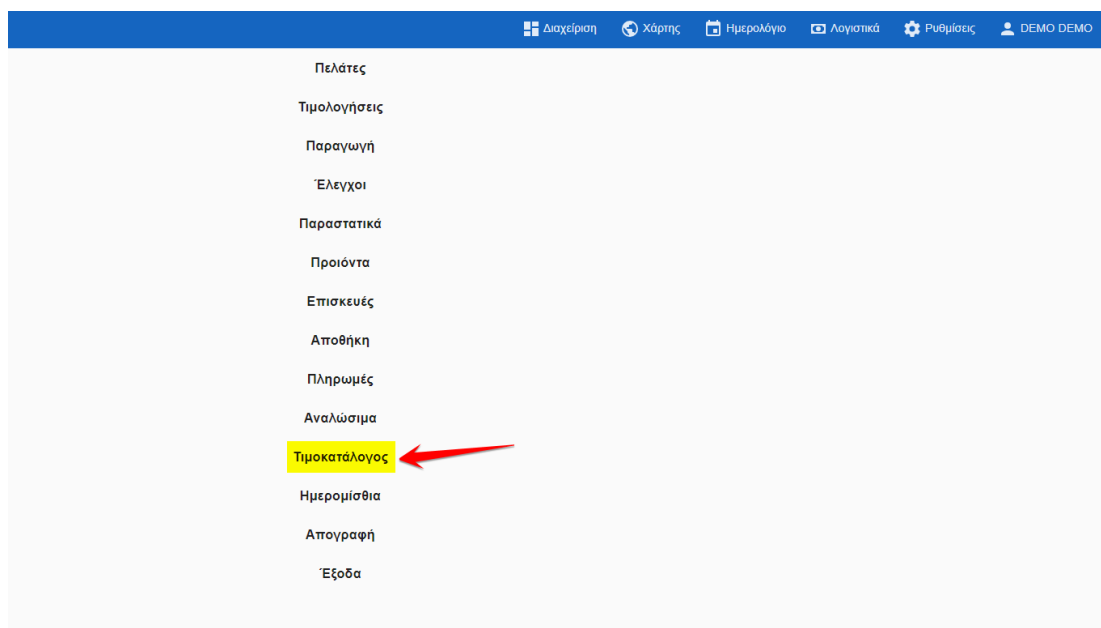 Διαχείριση Χάρτης Ημερολόγιο Λογιστικά Ρυθμίσεις DEMO DEMO
Πελάτες
Τιμολογήσεις
Παραγωγή
Έλεγχοι
Παραστατικά
Προιόντα
Επισκευές
Αποθήκη
Πληρωμές
Αναλώσιμα
Τιμοκατάλογος
Ημερομίσθια
Απογραφή
Έξοδα